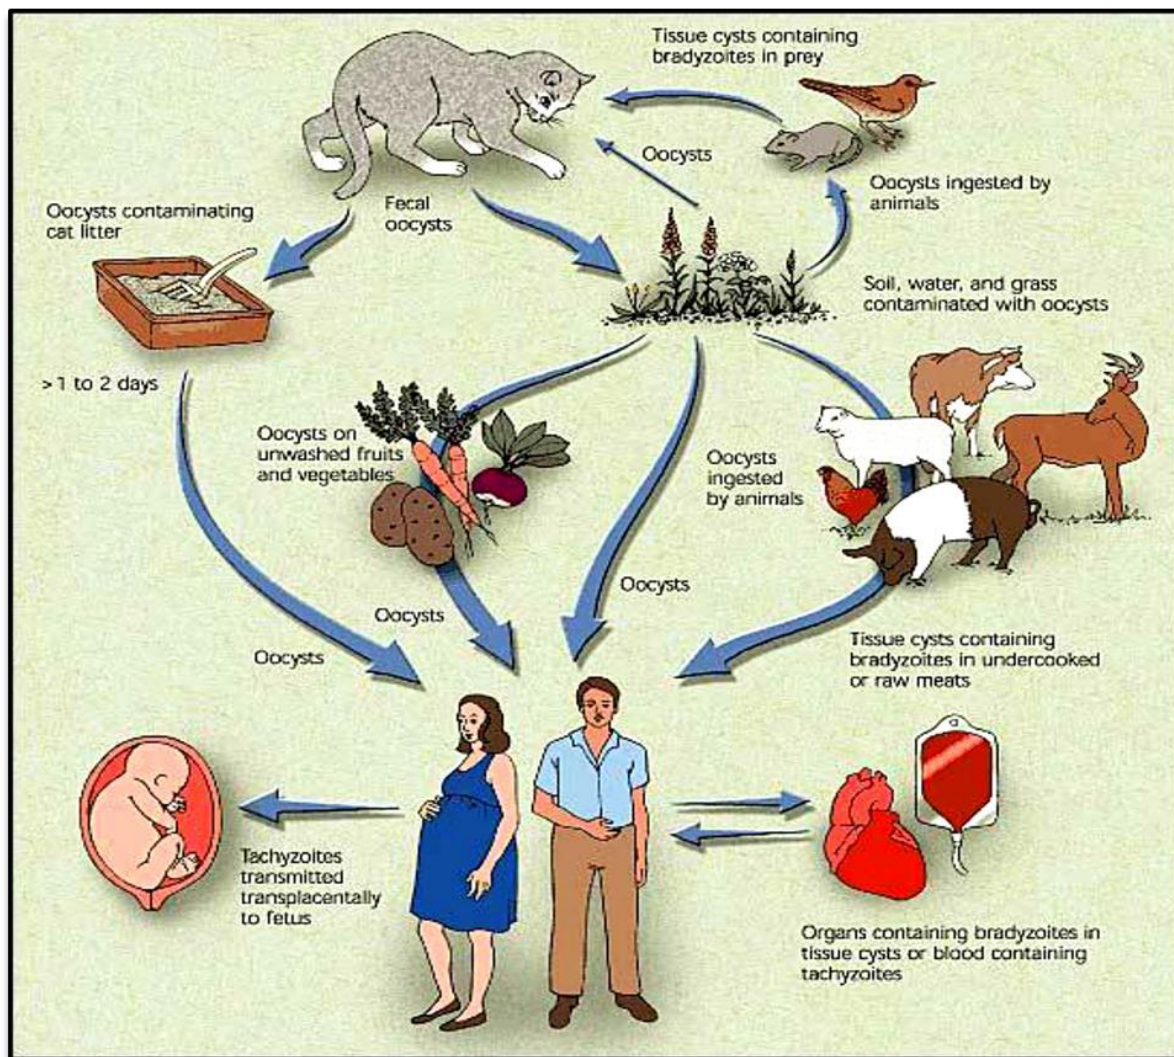 Tissue cysts containing
bradyzoites in prey
Oocysts
Oocysts ingested by
animals
Oocysts contaminating
cat litter
Fecal
oocysts
Soil, water, and grass
contaminated with oocysts
>1 to 2 days
Oocysts on
unwashed fruits
and vegetables
Oocysts
ingested
by animals
Oocysts
Oocysts
Oocysts
Tissue cysts containing
bradyzoites in undercooked
or raw meats
Tachyzoites
transmitted
transplacentally
to fetus
Organs containing bradyzoites in
tissue cysts or blood containing
tachyzoites